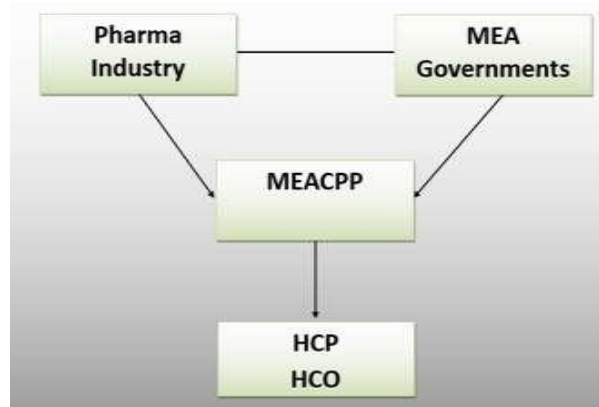 Pharma
Industry
MEA
Governments
MEACPP
HCP
HCO